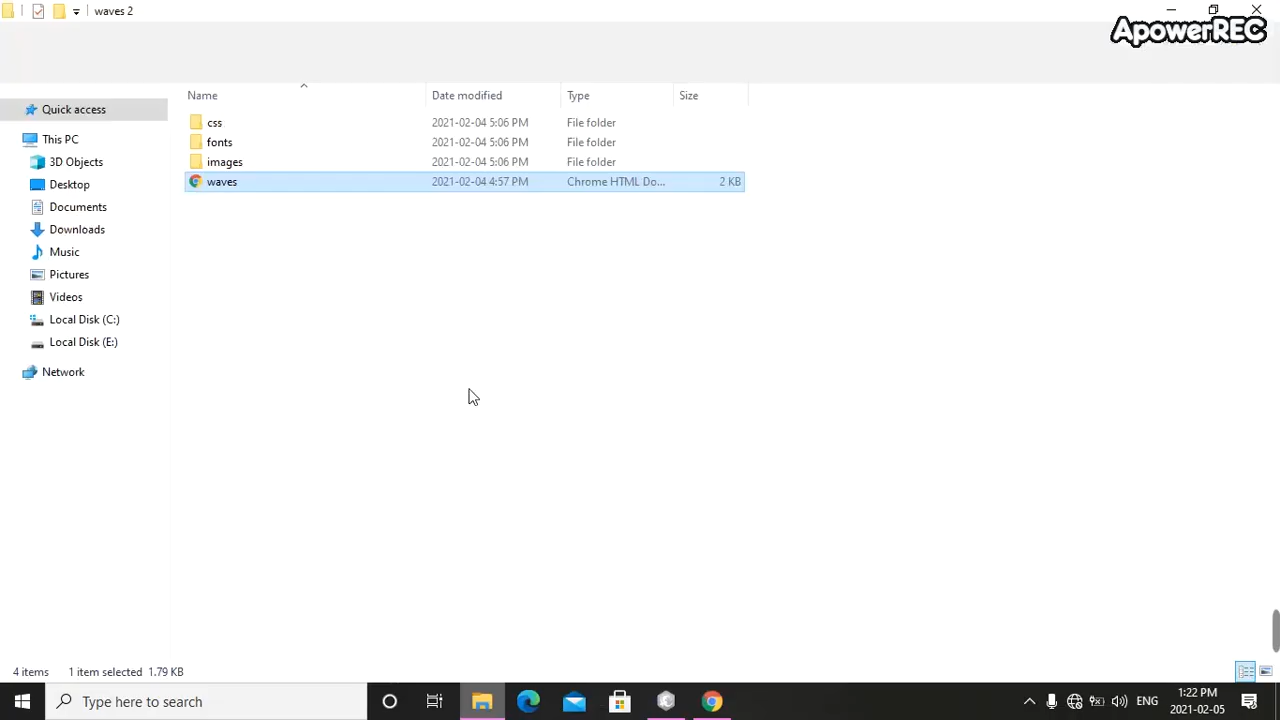 waves 2
ApowerREC
Name Date modified Type Size
Quick access
This PC
3D Objects
Desktop
Documents
Downloads
Music
Pictures
Videos
Local Disk (C:)
Local Disk (E:)
Network
css 2021-02-04 5:06 PM File folder
fonts 2021-02-04 5:06 PM File folder
images 2021-02-04 5:06 PM File folder
waves 2021-02-04 4:57 PM Chrome HTML Do... 2 KB
4 items 1 item selected 1.79 KB
Type here to search
ENG
1:22 PM
2021-02-05